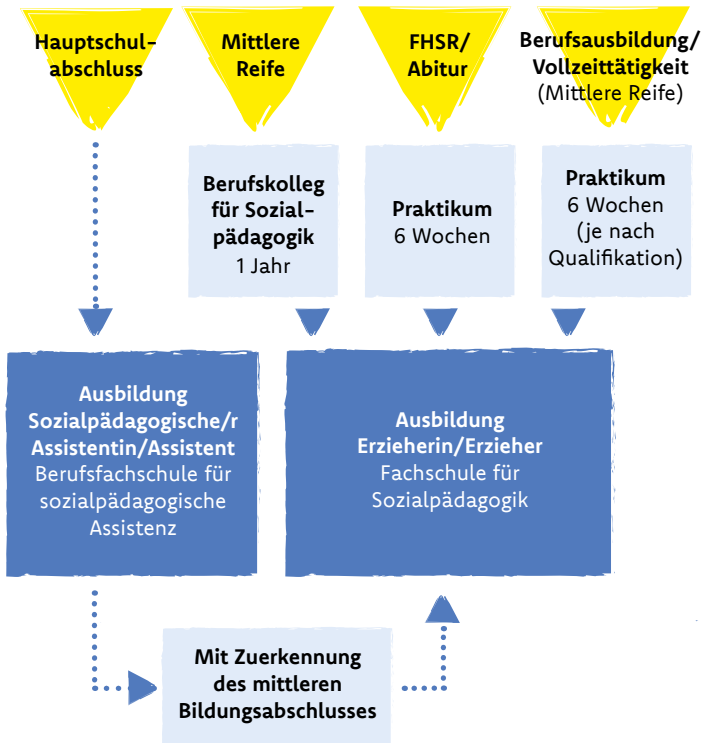 Hauptschul-
abschluss
Mittlere
Reife
FHSR/
Abitur
Berufsausbildung/
Vollzeittätigkeit
(Mittlere Reife)
Berufskolleg
für Sozial-
pädagogik
1 Jahr
Praktikum
6 Wochen
Praktikum
6 Wochen
(je nach
Qualifikation)
Ausbildung
Sozialpädagogische/r
Assistentin/Assistent
Berufsfachschule für
sozialpädagogische
Assistenz
Ausbildung
Erzieherin/Erzieher
Fachschule für
Sozialpädagogik
Mit Zuerkennung
des mittleren
Bildungsabschlusses